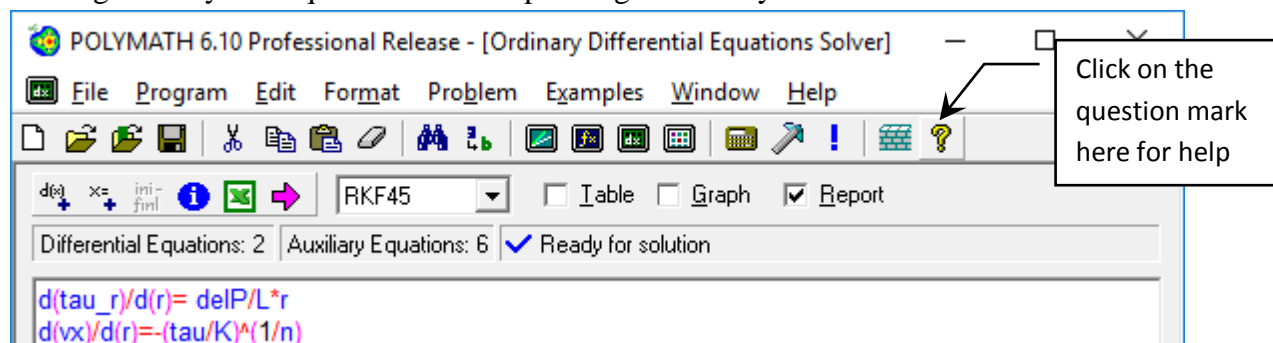 POLYMATH 6.10 Professional Release - [Ordinary Differential Equations Solver]
File Program Edit Format Problem Examples Window Help
Click on the
question mark
here for help
d(x) x= ini-
finl
RKF45 Table Graph Report
Differential Equations: 2 Auxiliary Equations: 6 Ready for solution
d(tau_r)/d(r)= delP/L*r
d(vx)/d(r)=-(tau/K)^(1/n)